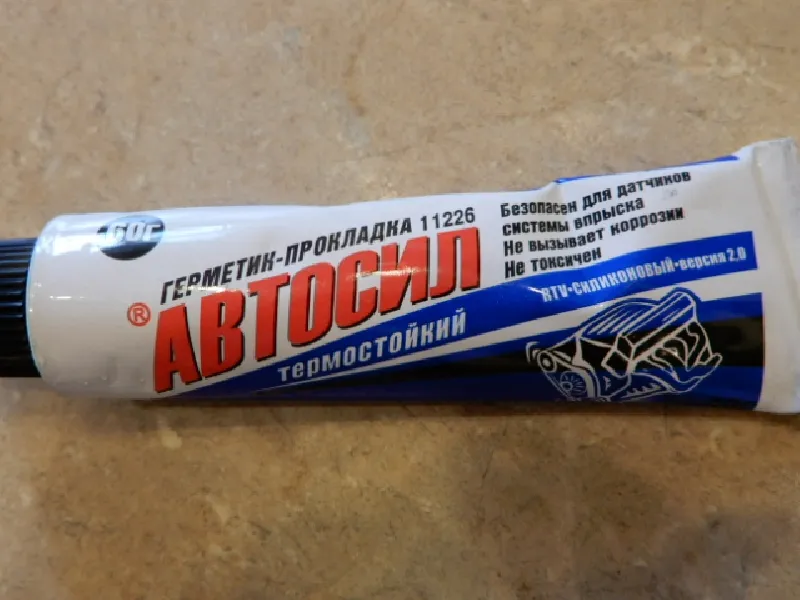 60г
ГЕРМЕТИК-ПРОКЛАДКА 11226
®АВТОСИЛ
термостойкий
Безопасен для датчиков
системы впрыска
Не вызывает коррозии
Не токсичен
RTV-СИЛИКОНОВЫЙ-версия 2.0